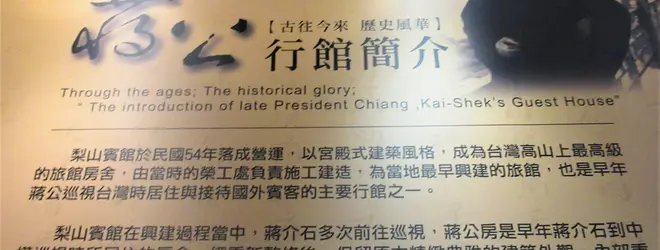 蔣公
【古往今來 歷史風華】
行館簡介
Through the ages; The historical glory;
“ The introduction of late President Chiang ,Kai-Shek's Guest House”
梨山賓館於民國54年落成營運，以宮殿式建築風格，成為台灣高山上最高級
的旅館房舍，由當時的榮工處負責施工建造，為當地最早興建的旅館，也是早年
蔣公巡視台灣時居住與接待國外賓客的主要行館之一。
梨山賓館在興建過程當中，蔣介石多次前往巡視，蔣公房是早年蔣介石到中